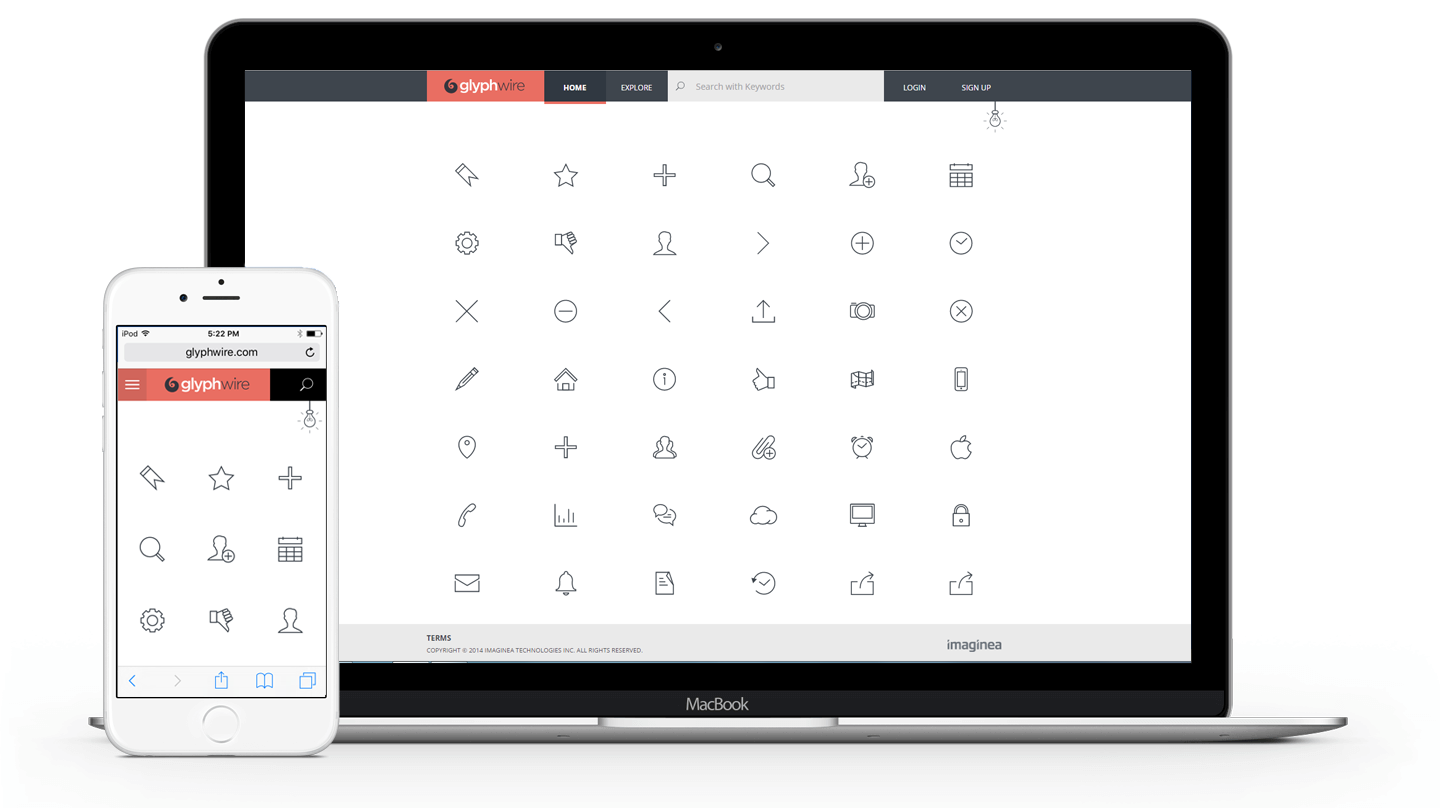 glyphwire HOME EXPLORE Search with Keywords LOGIN SIGN UP
iPod 5:22 PM
glyphwire.com
glyphwire
TERMS
COPYRIGHT © 2014 IMAGINEA TECHNOLOGIES INC. ALL RIGHTS RESERVED.
imaginea
MacBook